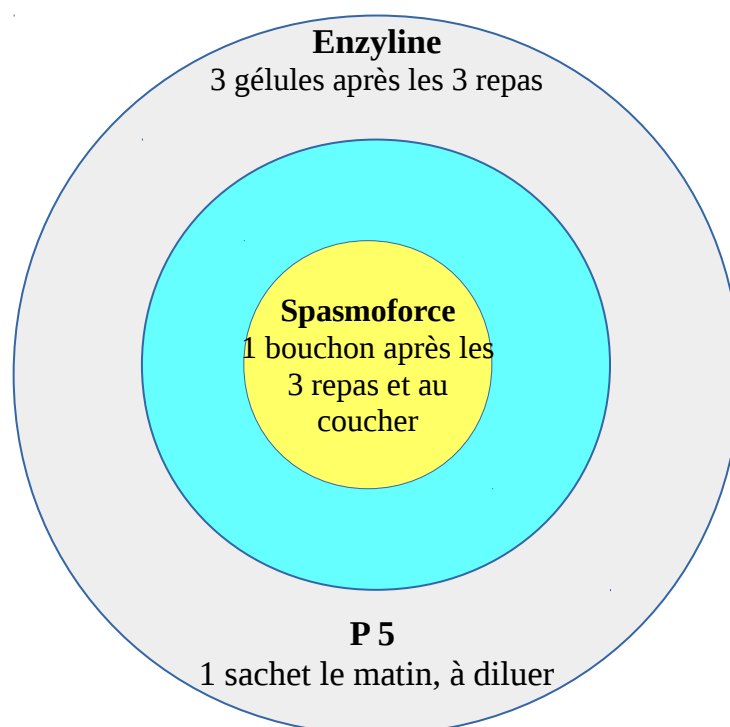 Enzyline
3 gélules après les 3 repas
Spasmoforce
1 bouchon après les
3 repas et au
coucher
P 5
1 sachet le matin, à diluer